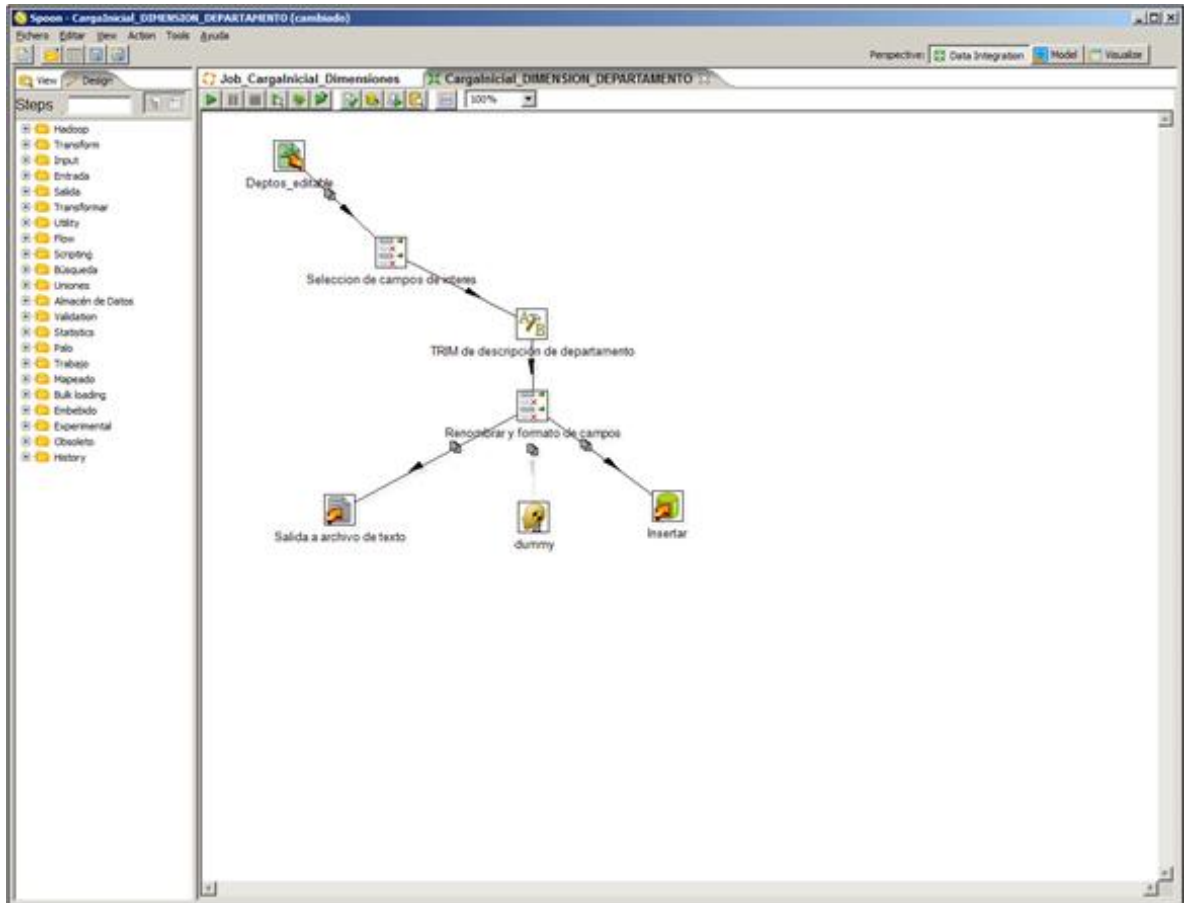 Spoon - CargaInicial_DIMENSION_DEPARTAMENTO (cambiado)
Fichero Editar View Action Tools Ayuda
Perspective: Data Integration Model Visualize
View Design
Job_CargaInicial_Dimensiones CargaInicial_DIMENSION_DEPARTAMENTO
Steps
100%
Hadoop
Transform
Input
Entrada
Salida
Transformar
Utility
Flow
Scripting
Búsqueda
Uniones
Almacén de Datos
Validation
Statistics
Palo
Trabajo
Mapeado
Bulk loading
Embebido
Experimental
Obsoleto
History
Deptos_editable
Seleccion de campos de interes
TRIM de descripción de departamento
Renombrar y formato de campos
Salida a archivo de texto
dummy
Insertar